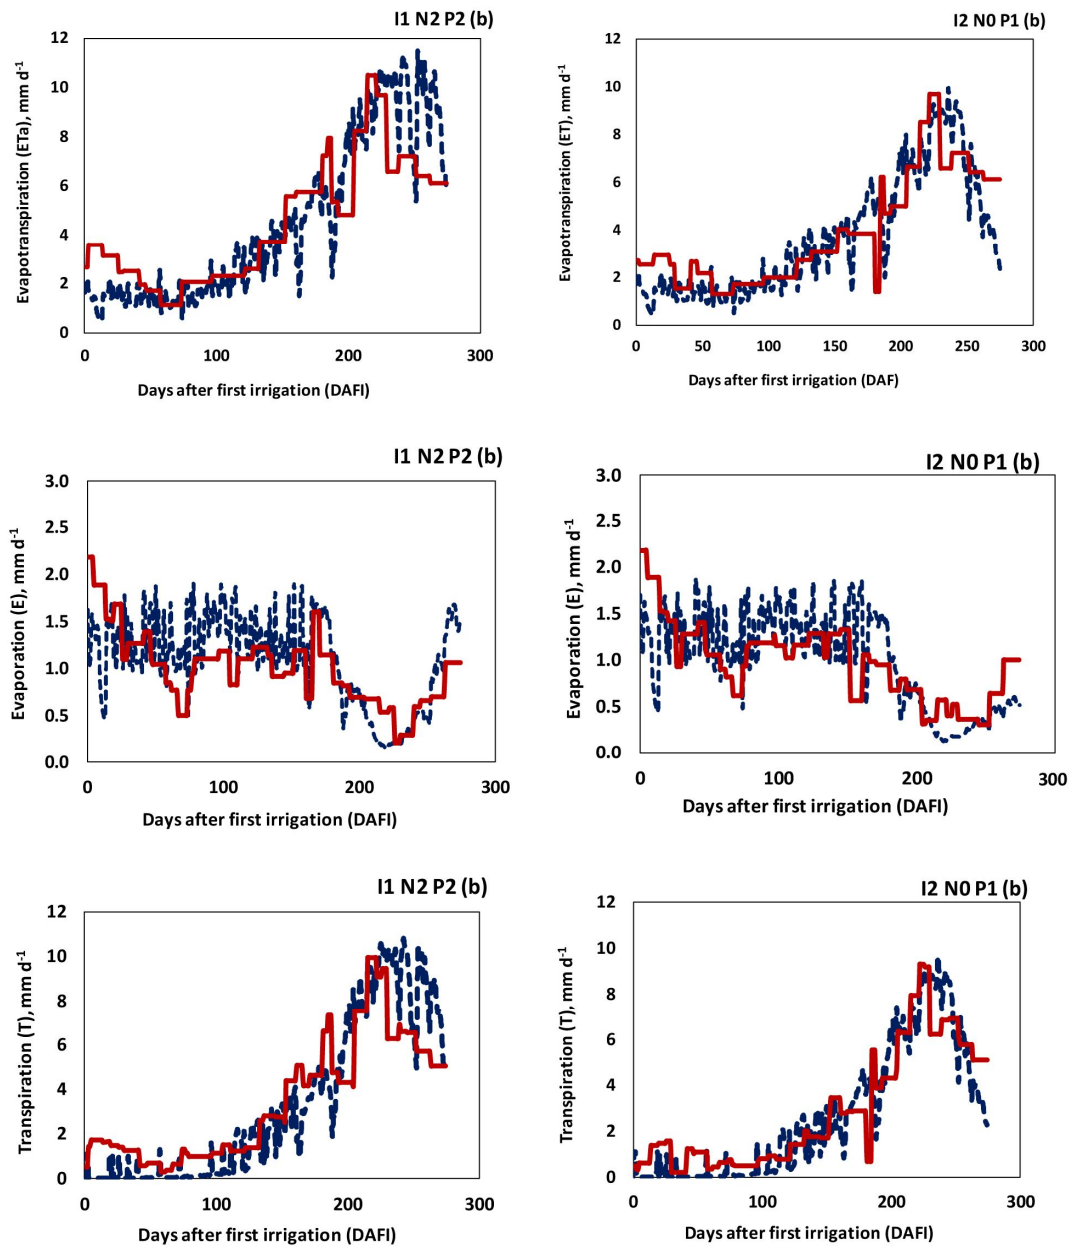 I1 N2 P2 (b)
Evapotranspiration (ETa), mm d-1
12
10
8
6
4
2
0
0 100 200 300
Days after first irrigation (DAFI)
I2 N0 P1 (b)
Evapotranspiration (ET), mm d-1
12
10
8
6
4
2
0
0 50 100 150 200 250 300
Days after first irrigation (DAF)
I1 N2 P2 (b)
Evaporation (E), mm d-1
3.0
2.5
2.0
1.5
1.0
0.5
0.0
0 100 200 300
Days after first irrigation (DAFI)
I2 N0 P1 (b)
Evaporation (E), mm d-1
3.0
2.5
2.0
1.5
1.0
0.5
0.0
0 100 200 300
Days after first irrigation (DAFI)
I1 N2 P2 (b)
Transpiration (T), mm d-1
12
10
8
6
4
2
0
0 100 200 300
Days after first irrigation (DAFI)
I2 N0 P1 (b)
Transpiration (T), mm d-1
12
10
8
6
4
2
0
0 100 200 300
Days after first irrigation (DAFI)